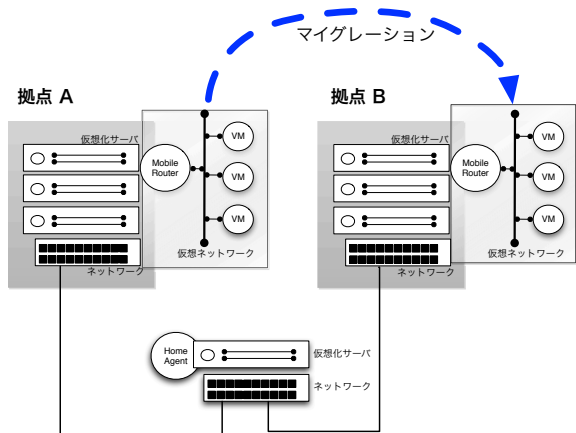 マイグレーション
拠点 A
仮想化サーバ
Mobile
Router
VM
VM
VM
仮想ネットワーク
ネットワーク
拠点 B
仮想化サーバ
Mobile
Router
VM
VM
VM
仮想ネットワーク
ネットワーク
Home
Agent
仮想化サーバ
ネットワーク